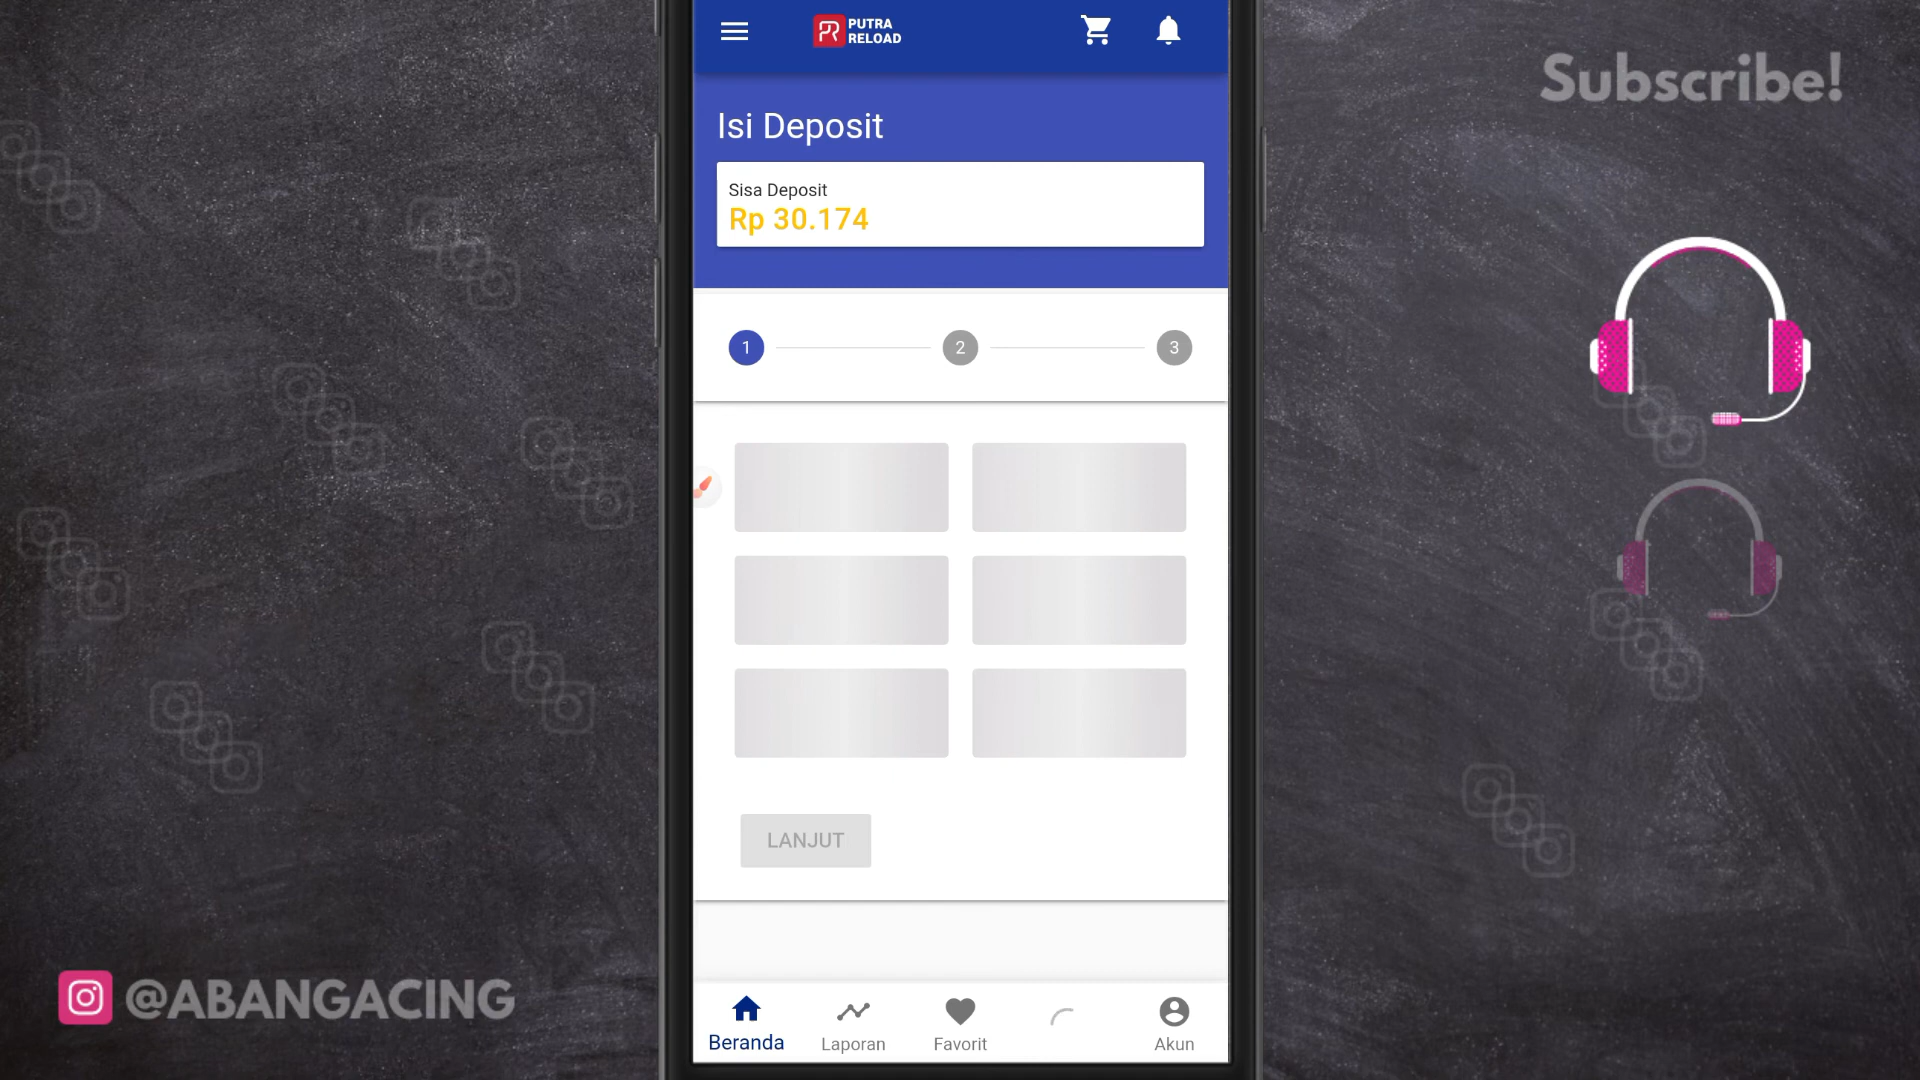 PUTRA
RELOAD
Subscribe!
Isi Deposit
Sisa Deposit
Rp 30.174
1
2
3
LANJUT
@ABANGACING
Beranda
Laporan
Favorit
Akun